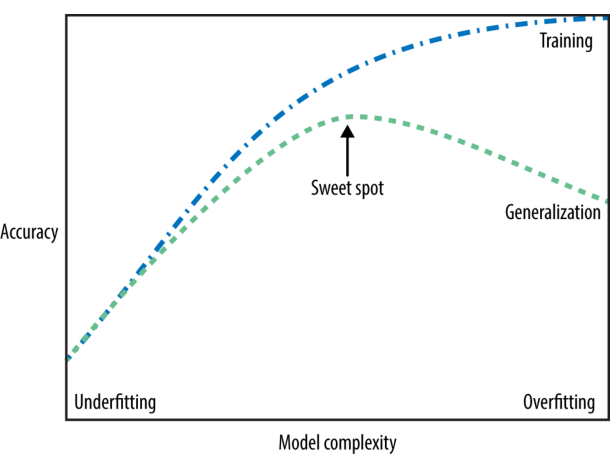 Training
Sweet spot
Generalization
Accuracy
Underfitting
Overfitting
Model complexity